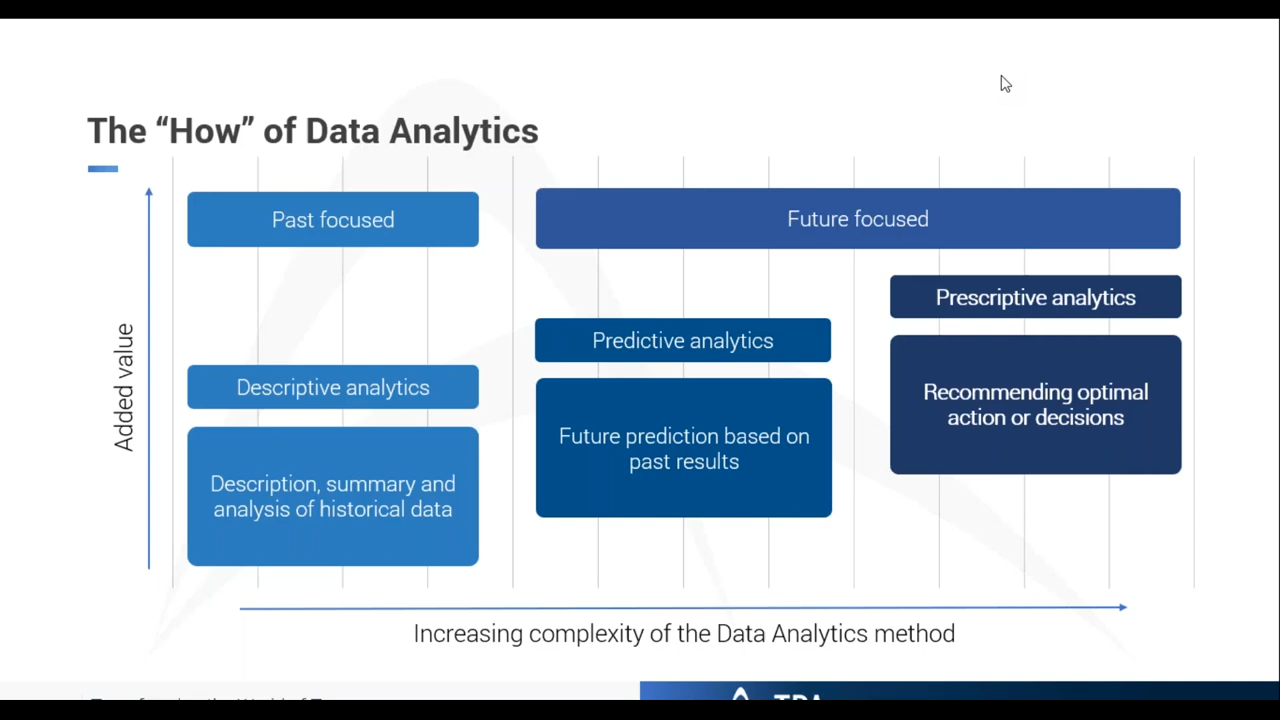 The “How” of Data Analytics
Past focused
Future focused
Prescriptive analytics
Predictive analytics
Descriptive analytics
Recommending optimal
action or decisions
Future prediction based on
past results
Description, summary and
analysis of historical data
Added value
Increasing complexity of the Data Analytics method